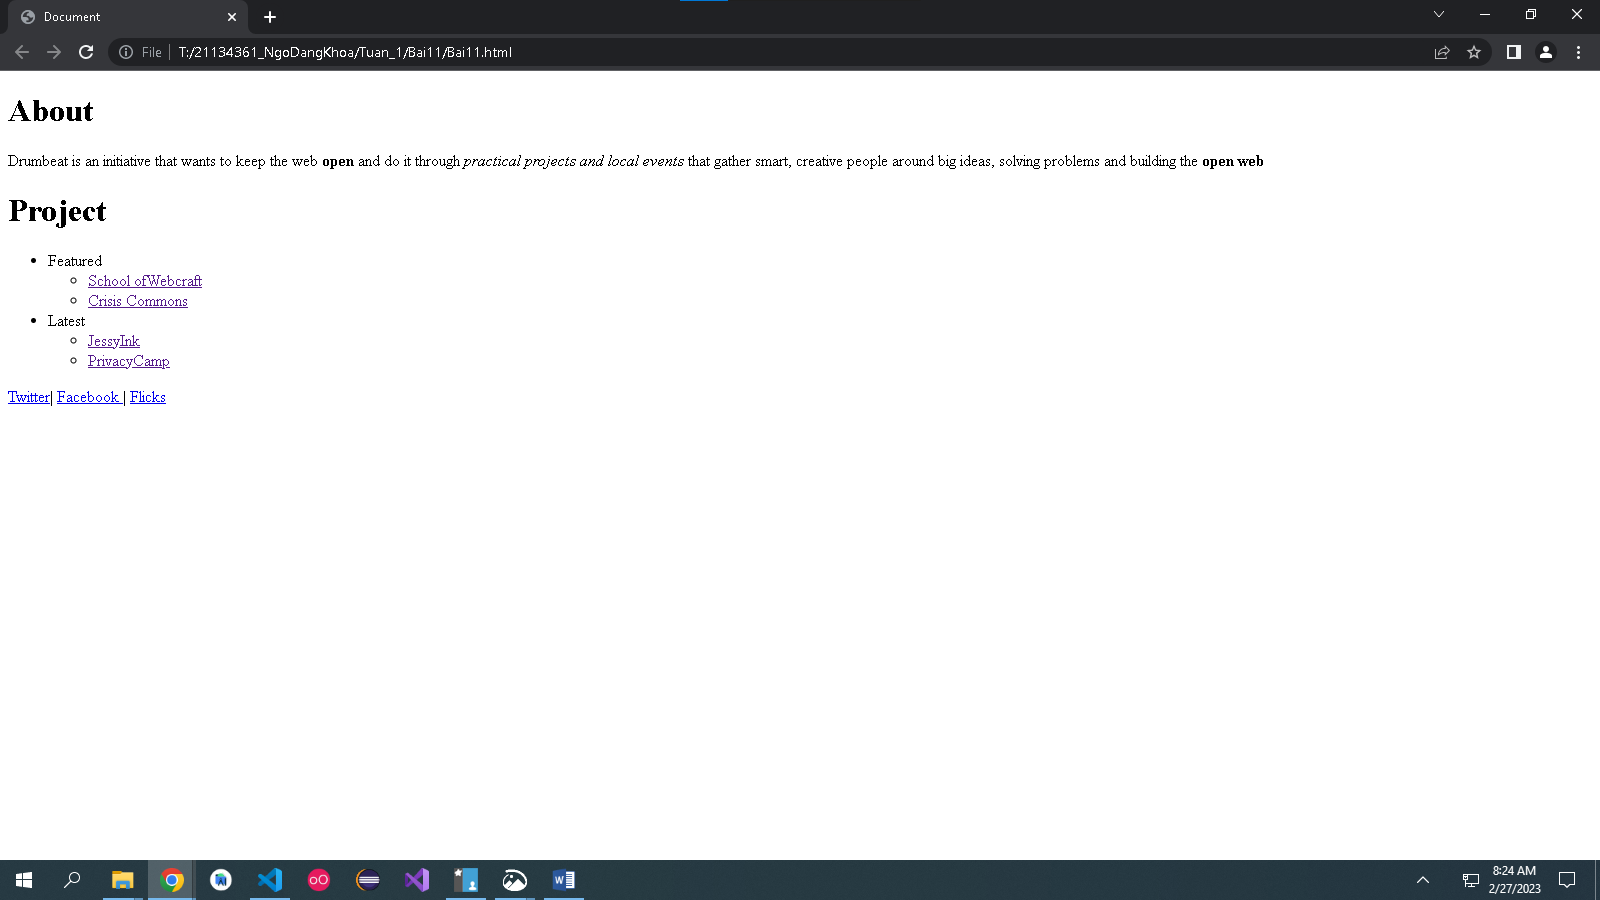 Document
File
T:/21134361_NgoDangKhoa/Tuan_1/Bai11/Bai11.html
About
Drumbeat is an initiative that wants to keep the web open and do it through practical projects and local events that gather smart, creative people around big ideas, solving problems and building the open web
Project
Featured
School ofWebcraft
Crisis Commons
Latest
JessyInk
PrivacyCamp
Twitter| Facebook | Flicks
8:24 AM
2/27/2023